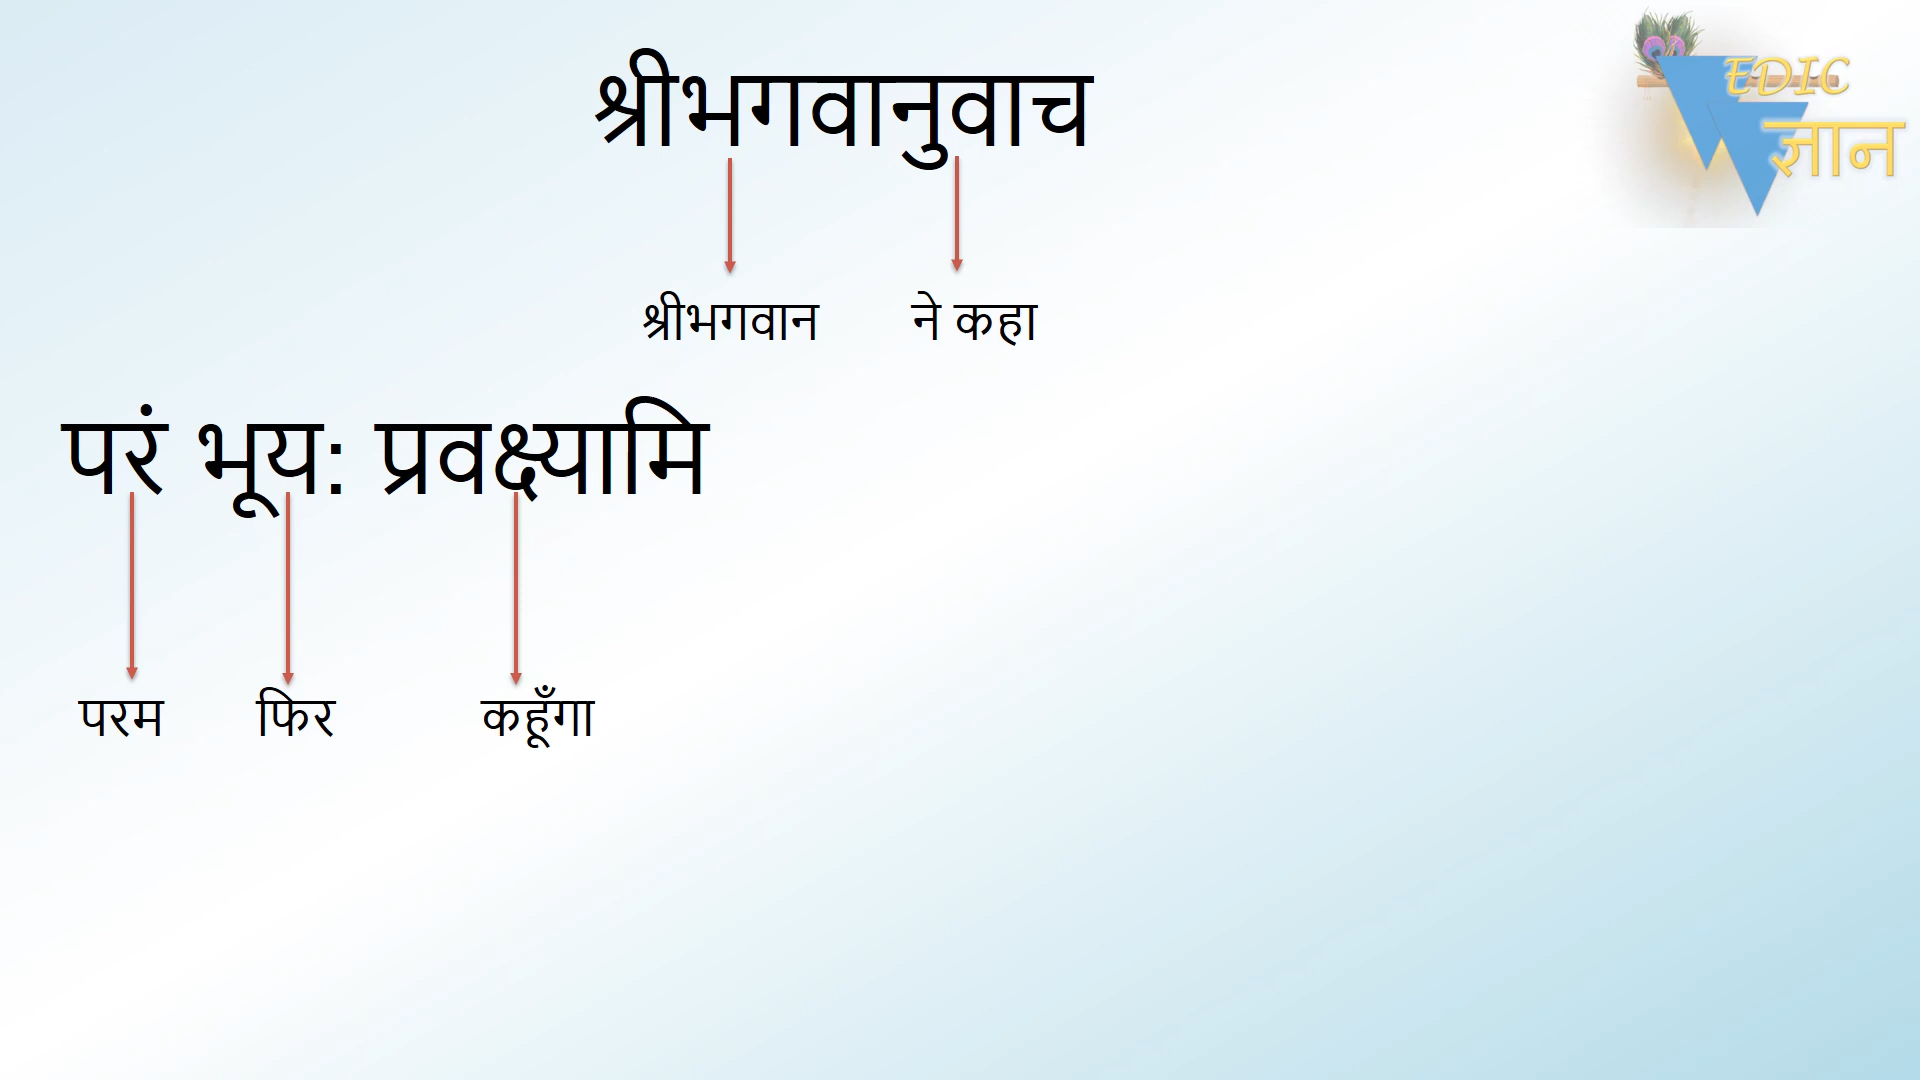 श्रीभगवानुवाच
EDIC
ज्ञान
श्रीभगवान ने कहा
परं भूय: प्रवक्ष्यामि
परम फिर कहूँगा